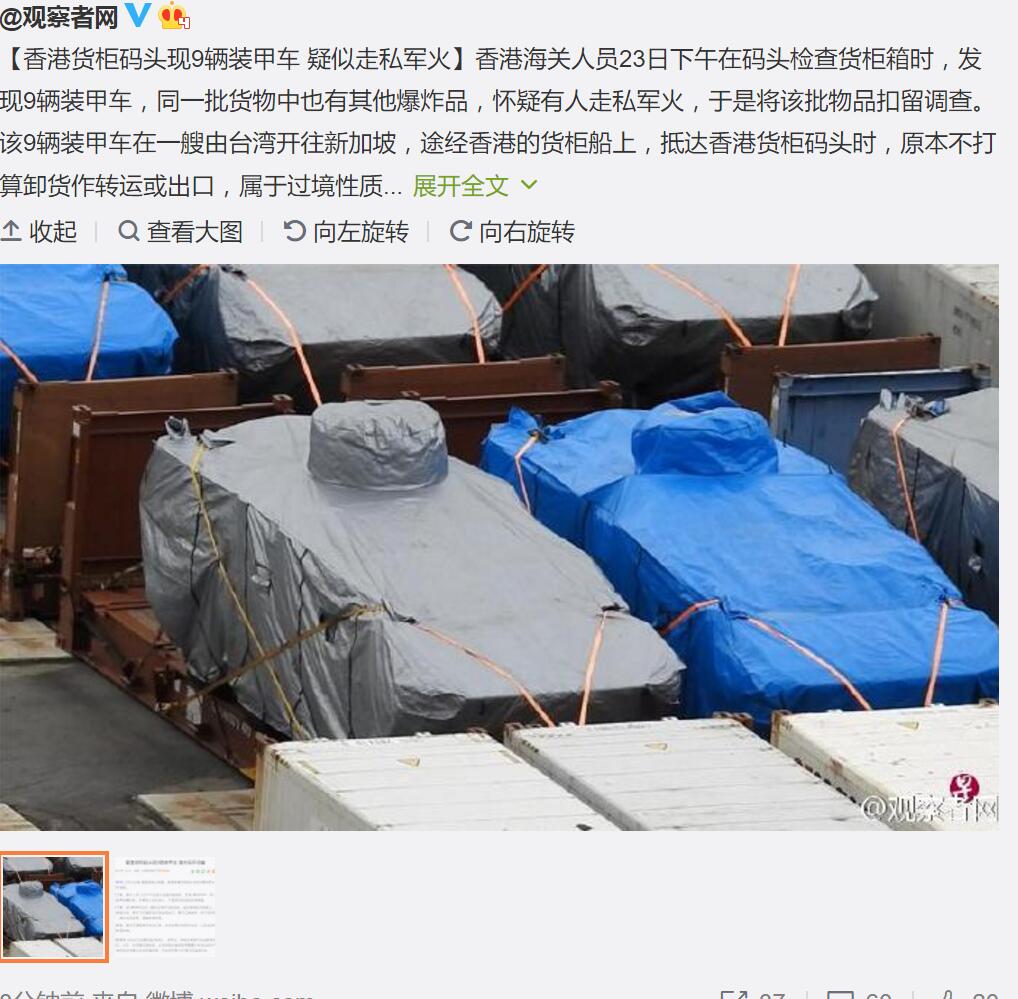 @观察者网
【香港货柜码头现9辆装甲车 疑似走私军火】香港海关人员23日下午在码头检查货柜箱时，发
现9辆装甲车，同一批货物中也有其他爆炸品，怀疑有人走私军火，于是将该批物品扣留调查。
该9辆装甲车在一艘由台湾开往新加坡，途经香港的货柜船上，抵达香港货柜码头时，原本不打
算卸货作转运或出口，属于过境性质... 展开全文
收起 查看大图 向左旋转 向右旋转
早
@观察者网